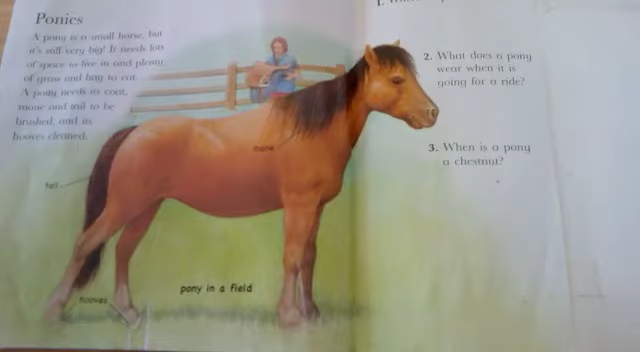 Ponies
A pony is a small horse, but
it's still very big! It needs lots
of space to live in and plenty
of grass and hay to eat.
A pony needs its coat,
mane and tail to be
brushed, and its
hooves cleaned.
mane
tail
hooves
pony in a field
1.
2. What does a pony
wear when it is
going for a ride?
3. When is a pony
a chestnut?